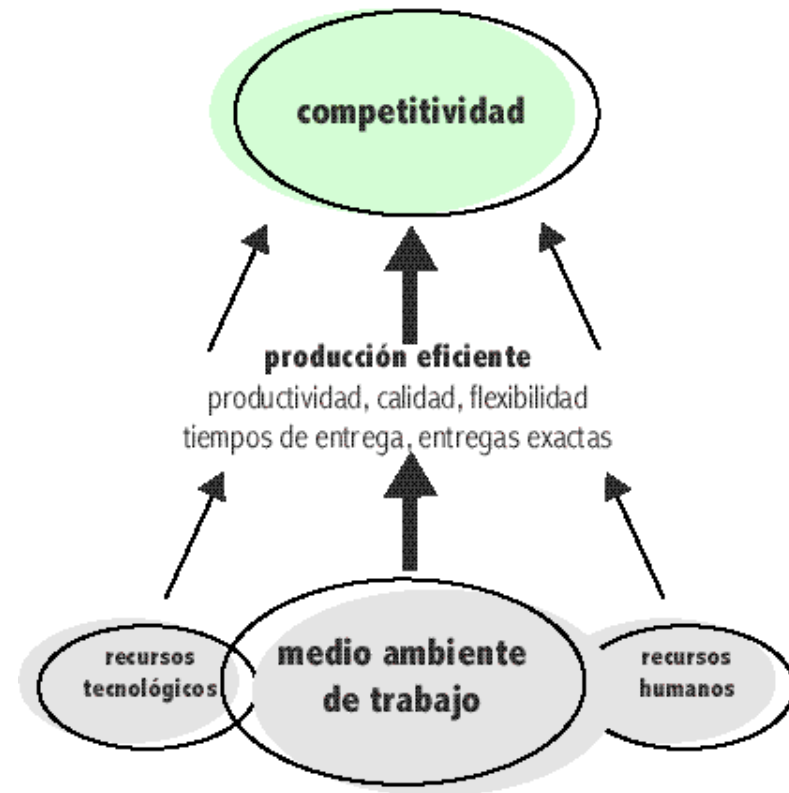 competitividad
producción eficiente
productividad, calidad, flexibilidad
tiempos de entrega, entregas exactas
recursos
tecnológicos
medio ambiente
de trabajo
recursos
humanos